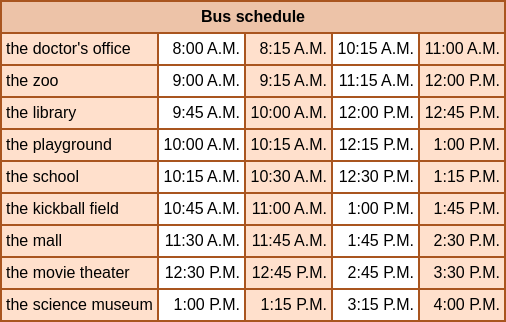 Bus schedule
the doctor's office 8:00 A.M. 8:15 A.M. 10:15 A.M. 11:00 A.M.
the zoo 9:00 A.M. 9:15 A.M. 11:15 A.M. 12:00 P.M.
the library 9:45 A.M. 10:00 A.M. 12:00 P.M. 12:45 P.M.
the playground 10:00 A.M. 10:15 A.M. 12:15 P.M. 1:00 P.M.
the school 10:15 A.M. 10:30 A.M. 12:30 P.M. 1:15 P.M.
the kickball field 10:45 A.M. 11:00 A.M. 1:00 P.M. 1:45 P.M.
the mall 11:30 A.M. 11:45 A.M. 1:45 P.M. 2:30 P.M.
the movie theater 12:30 P.M. 12:45 P.M. 2:45 P.M. 3:30 P.M.
the science museum 1:00 P.M. 1:15 P.M. 3:15 P.M. 4:00 P.M.